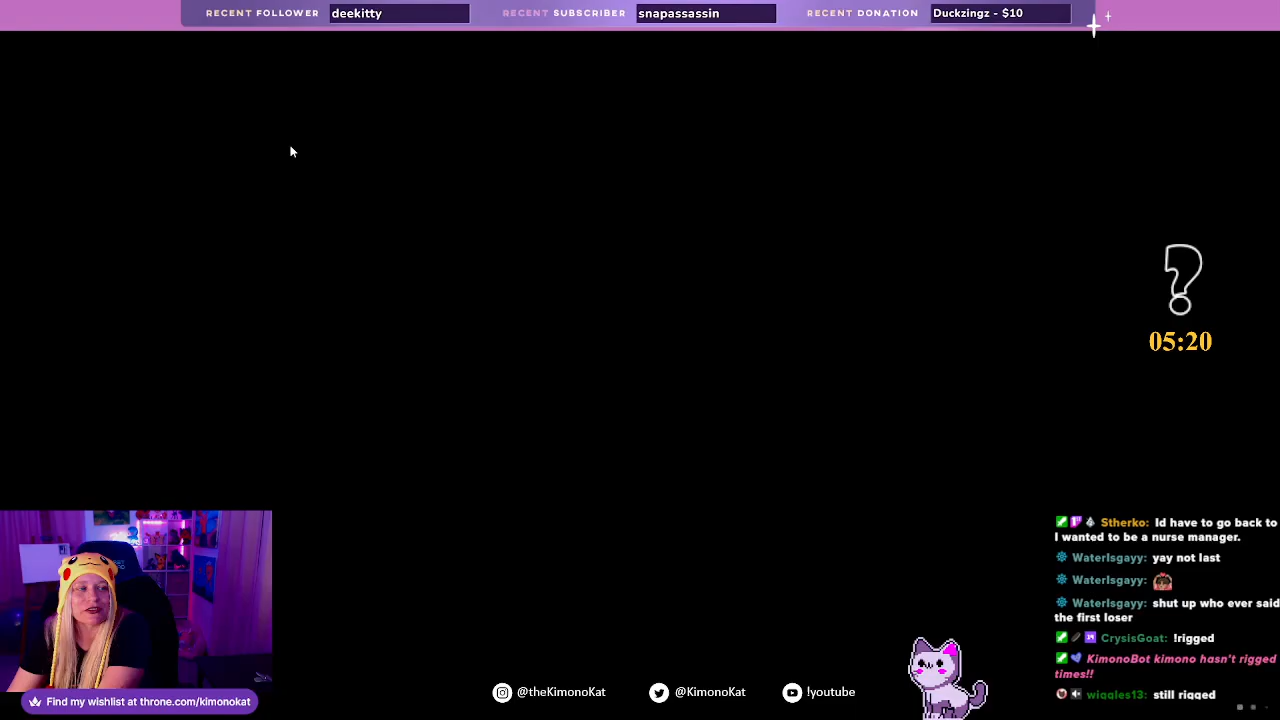 RECENT FOLLOWER deekitty RECENT SUBSCRIBER snapassassin RECENT DONATION Duckzingz - $10
05:20
Stherko: Id have to go back to
I wanted to be a nurse manager.
WaterIsgayy: yay not last
WaterIsgayy:
WaterIsgayy: shut up who ever said
the first loser
CrysisGoat: !rigged
KimonoBot kimono hasn't rigged
times!!
wiggles13: still rigged
@theKimonoKat @KimonoKat !youtube
Find my wishlist at throne.com/kimonokat